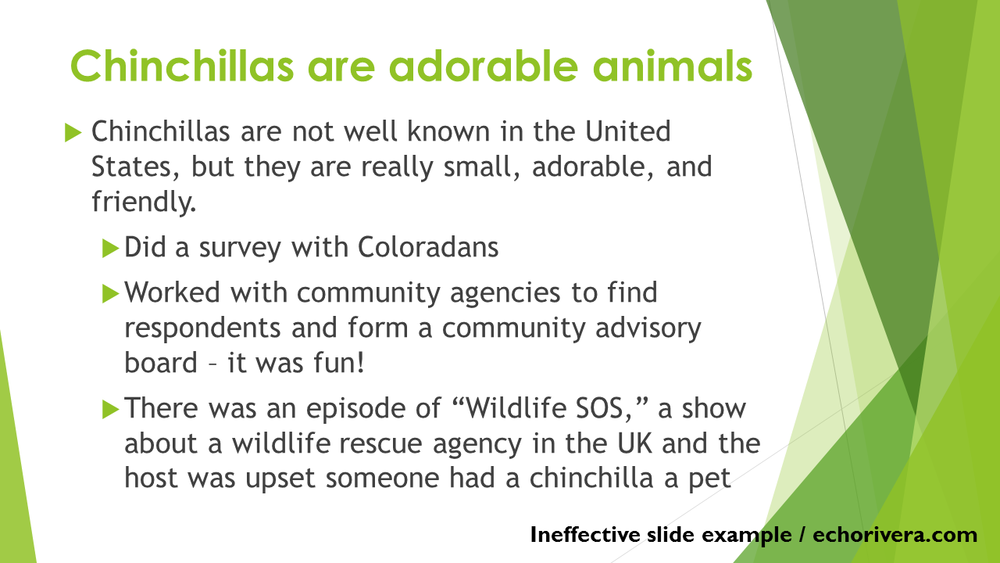 Chinchillas are adorable animals
Chinchillas are not well known in the United
States, but they are really small, adorable, and
friendly.
Did a survey with Coloradans
Worked with community agencies to find
respondents and form a community advisory
board – it was fun!
There was an episode of “Wildlife SOS,” a show
about a wildlife rescue agency in the UK and the
host was upset someone had a chinchilla a pet
Ineffective slide example / echorivera.com